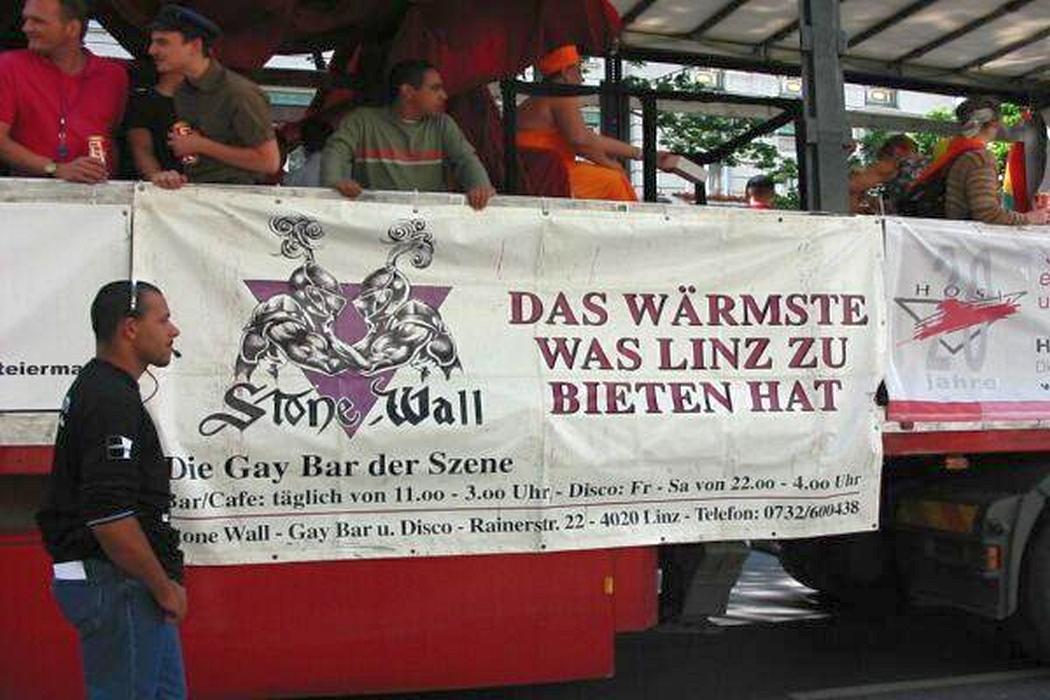 Stone Wall
DAS WÄRMSTE
WAS LINZ ZU
BIETEN HAT
Die Gay Bar der Szene
Bar/Cafe: täglich von 11.00 - 3.00 Uhr - Disco: Fr - Sa von 22.00 - 4.00 Uhr
Stone Wall - Gay Bar u. Disco - Rainerstr. 22 - 4020 Linz - Telefon: 0732/600438
teierma
HOSI
20
jahre